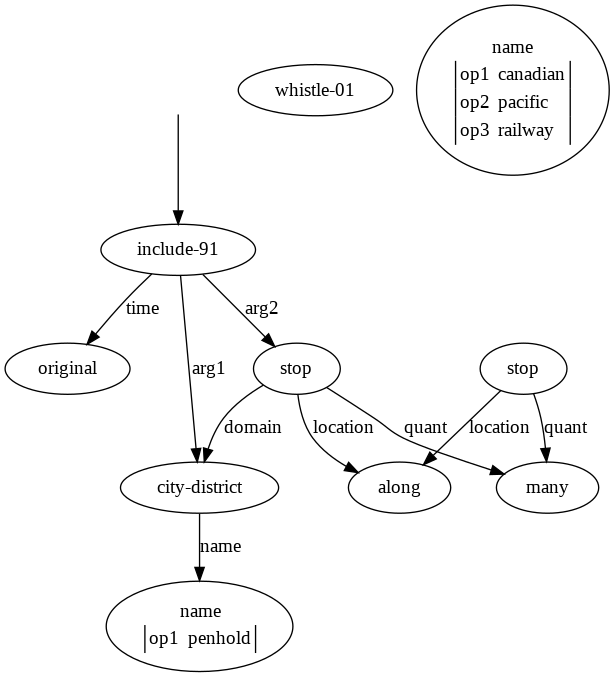 name
whistle-01
op1 canadian
op2 pacific
op3 railway
include-91
time
arg2
original
arg1
stop
stop
domain
location
quant
location
quant
city-district
along
many
name
name
op1 penhold